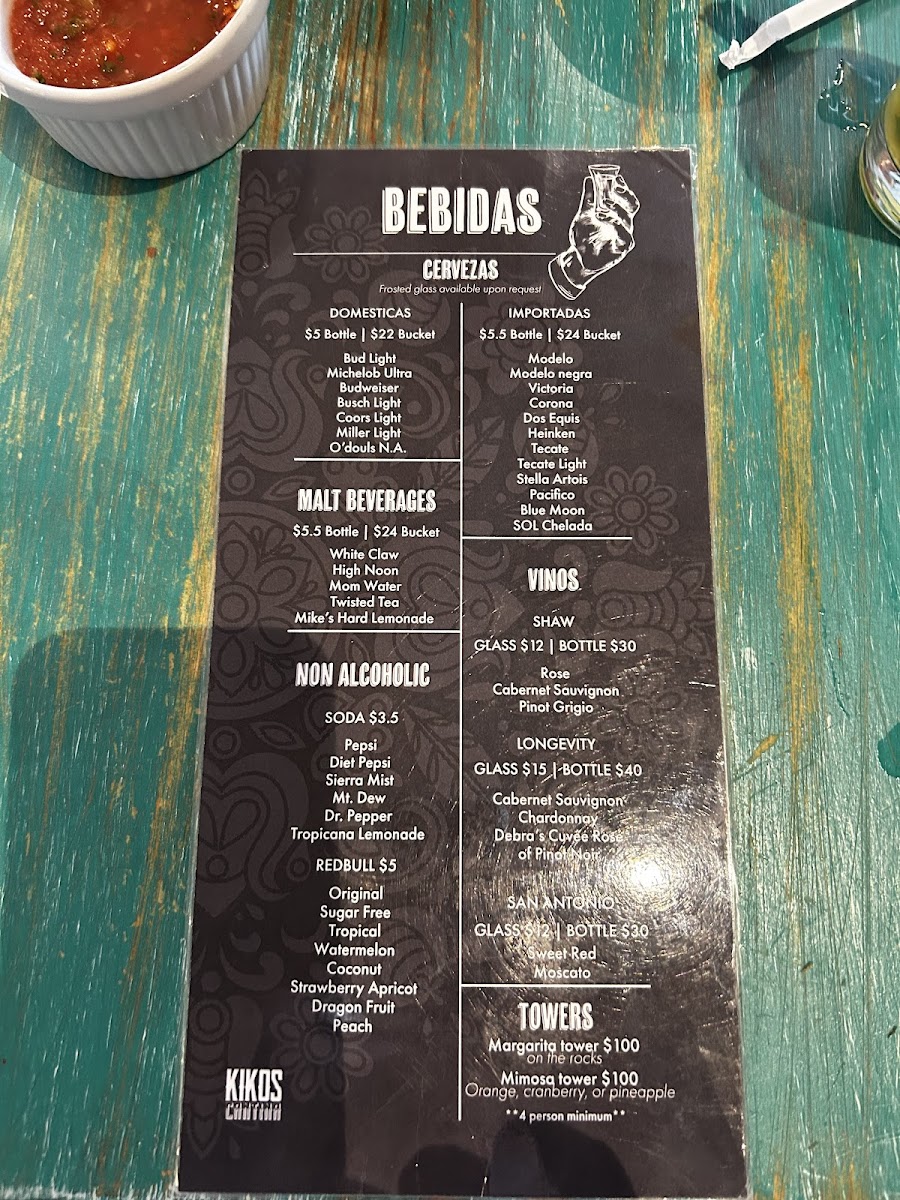 BEBIDAS
CERVEZAS
Frosted glass available upon request
DOMESTICAS
$5 Bottle | $22 Bucket
Bud Light
Michelob Ultra
Budweiser
Busch Light
Coors Light
Miller Light
O'douls N.A.
MALT BEVERAGES
$5.5 Bottle | $24 Bucket
White Claw
High Noon
Mom Water
Twisted Tea
Mike's Hard Lemonade
NON ALCOHOLIC
SODA $3.5
Pepsi
Diet Pepsi
Sierra Mist
Mt. Dew
Dr. Pepper
Tropicana Lemonade
REDBULL $5
Original
Sugar Free
Tropical
Watermelon
Coconut
Strawberry Apricot
Dragon Fruit
Peach
KIKOS
CANTINA
IMPORTADAS
$5.5 Bottle | $24 Bucket
Modelo
Modelo negra
Victoria
Corona
Dos Equis
Heinken
Tecate
Tecate Light
Stella Artois
Pacifico
Blue Moon
SOL Chelada
VINOS
SHAW
GLASS $12 | BOTTLE $30
Rose
Cabernet Sauvignon
Pinot Grigio
LONGEVITY
GLASS $15 | BOTTLE $40
Cabernet Sauvignon
Chardonnay
Debra's Cuvée Rose
of Pinot Noir
SAN ANTONIO
GLASS $12 | BOTTLE $30
Sweet Red
Moscato
TOWERS
Margarita tower $100
on the rocks
Mimosa tower $100
Orange, cranberry, or pineapple
**4 person minimum**